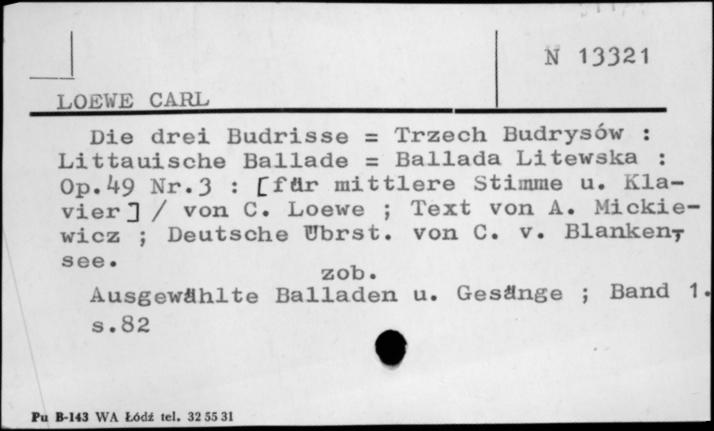 N 13321
LOEWE CARL
Die drei Budrisse = Trzech Budrysów :
Littauische Ballade = Ballada Litewska :
Op.49 Nr.3 : [für mittlere Stimme u. Kla-
vier] / von C. Loewe ; Text von A. Mickie-
wicz ; Deutsche Übrst. von C. v. Blanken-
see.
zob.
Ausgewählte Balladen u. Gesänge ; Band 1.
s.82
Pu B-143 WA Łódź tel. 32 55 31